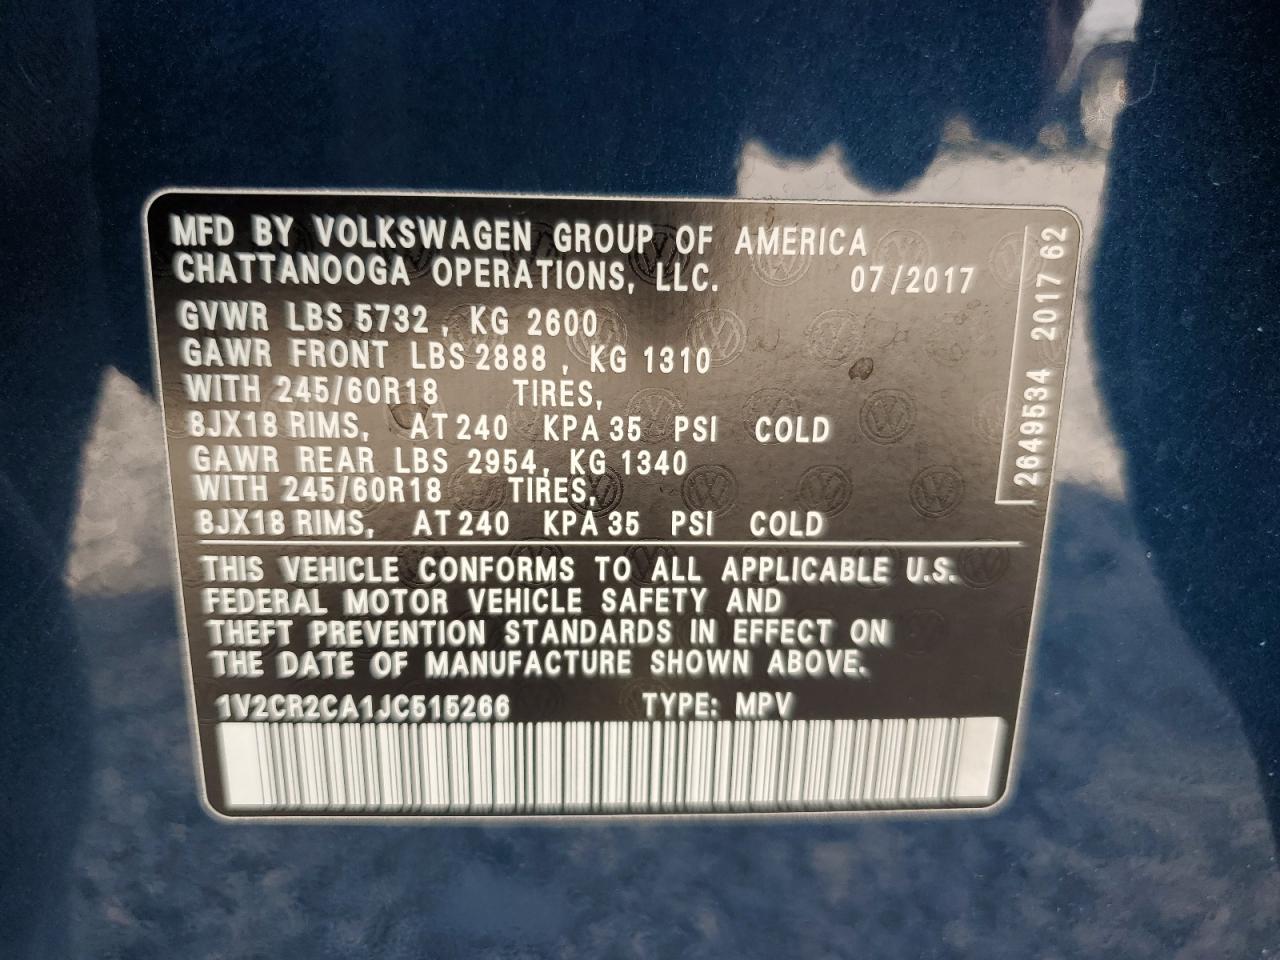 MFD BY VOLKSWAGEN GROUP OF AMERICA
CHATTANOOGA OPERATIONS, LLC. 07/2017
GVWR LBS 5732 , KG 2600
GAWR FRONT LBS 2888 , KG 1310
WITH 245/60R18 TIRES,
8JX18 RIMS, AT 240 KPA 35 PSI COLD
GAWR REAR LBS 2954, KG 1340
WITH 245/60R18 TIRES,
8JX18 RIMS, AT 240 KPA 35 PSI COLD
THIS VEHICLE CONFORMS TO ALL APPLICABLE U.S.
FEDERAL MOTOR VEHICLE SAFETY AND
THEFT PREVENTION STANDARDS IN EFFECT ON
THE DATE OF MANUFACTURE SHOWN ABOVE.
1V2CR2CA1JC515266 TYPE: MPV
2649534 2017 62